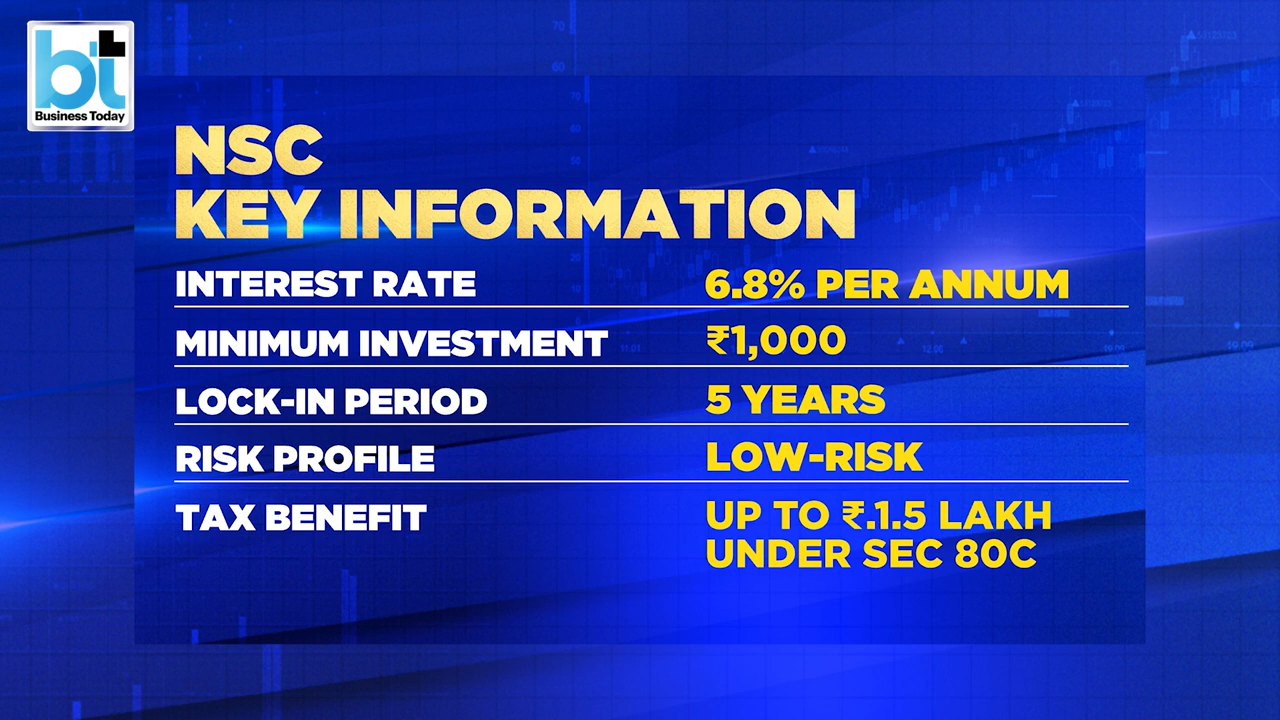 bt
Business Today
NSC
KEY INFORMATION
INTEREST RATE 6.8% PER ANNUM
MINIMUM INVESTMENT ₹1,000
LOCK-IN PERIOD 5 YEARS
RISK PROFILE LOW-RISK
TAX BENEFIT UP TO ₹.1.5 LAKH
UNDER SEC 80C